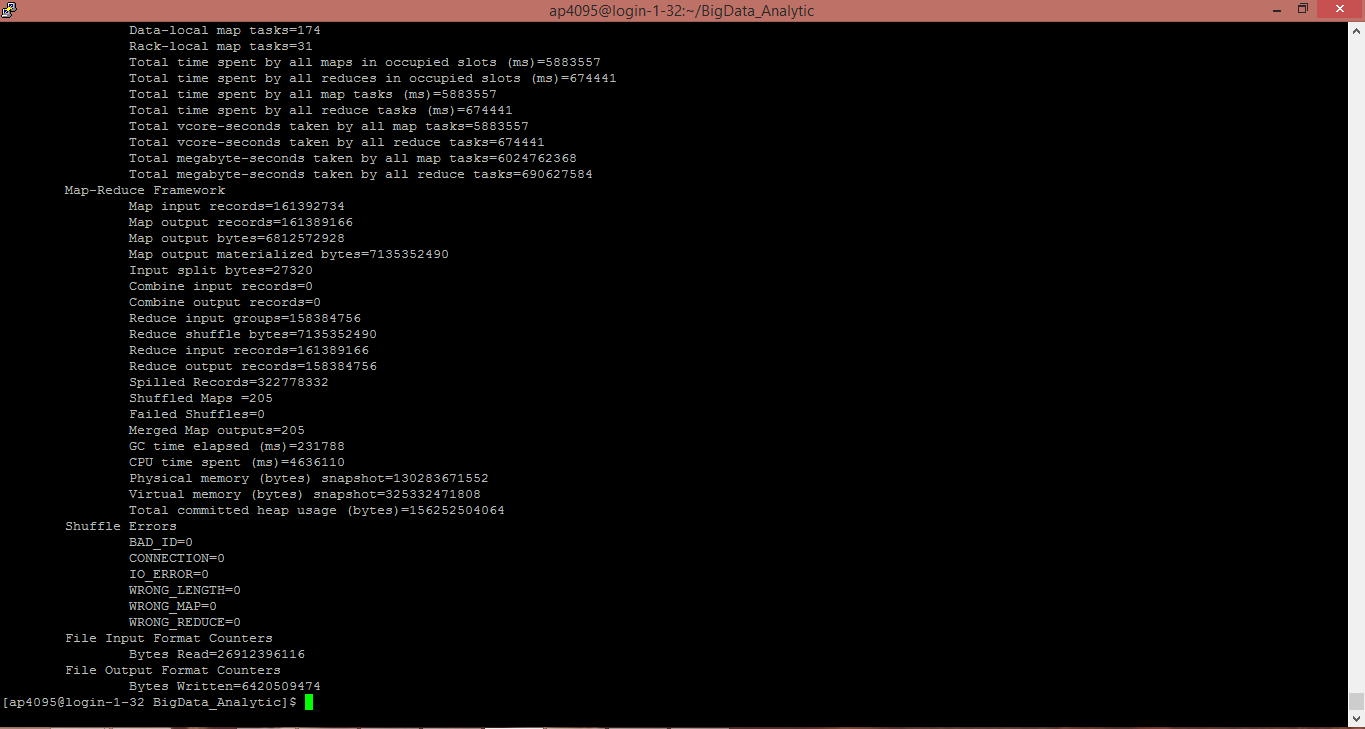 ap4095@login-1-32:~/BigData_Analytic
Data-local map tasks=174
Rack-local map tasks=31
Total time spent by all maps in occupied slots (ms)=5883557
Total time spent by all reduces in occupied slots (ms)=674441
Total time spent by all map tasks (ms)=5883557
Total time spent by all reduce tasks (ms)=674441
Total vcore-seconds taken by all map tasks=5883557
Total vcore-seconds taken by all reduce tasks=674441
Total megabyte-seconds taken by all map tasks=6024762368
Total megabyte-seconds taken by all reduce tasks=690627584
Map-Reduce Framework
Map input records=161392734
Map output records=161389166
Map output bytes=6812572928
Map output materialized bytes=7135352490
Input split bytes=27320
Combine input records=0
Combine output records=0
Reduce input groups=158384756
Reduce shuffle bytes=7135352490
Reduce input records=161389166
Reduce output records=158384756
Spilled Records=322778332
Shuffled Maps =205
Failed Shuffles=0
Merged Map outputs=205
GC time elapsed (ms)=231788
CPU time spent (ms)=4636110
Physical memory (bytes) snapshot=130283671552
Virtual memory (bytes) snapshot=325332471808
Total committed heap usage (bytes)=156252504064
Shuffle Errors
BAD_ID=0
CONNECTION=0
IO_ERROR=0
WRONG_LENGTH=0
WRONG_MAP=0
WRONG_REDUCE=0
File Input Format Counters
Bytes Read=26912396116
File Output Format Counters
Bytes Written=6420509474
[ap4095@login-1-32 BigData_Analytic]$